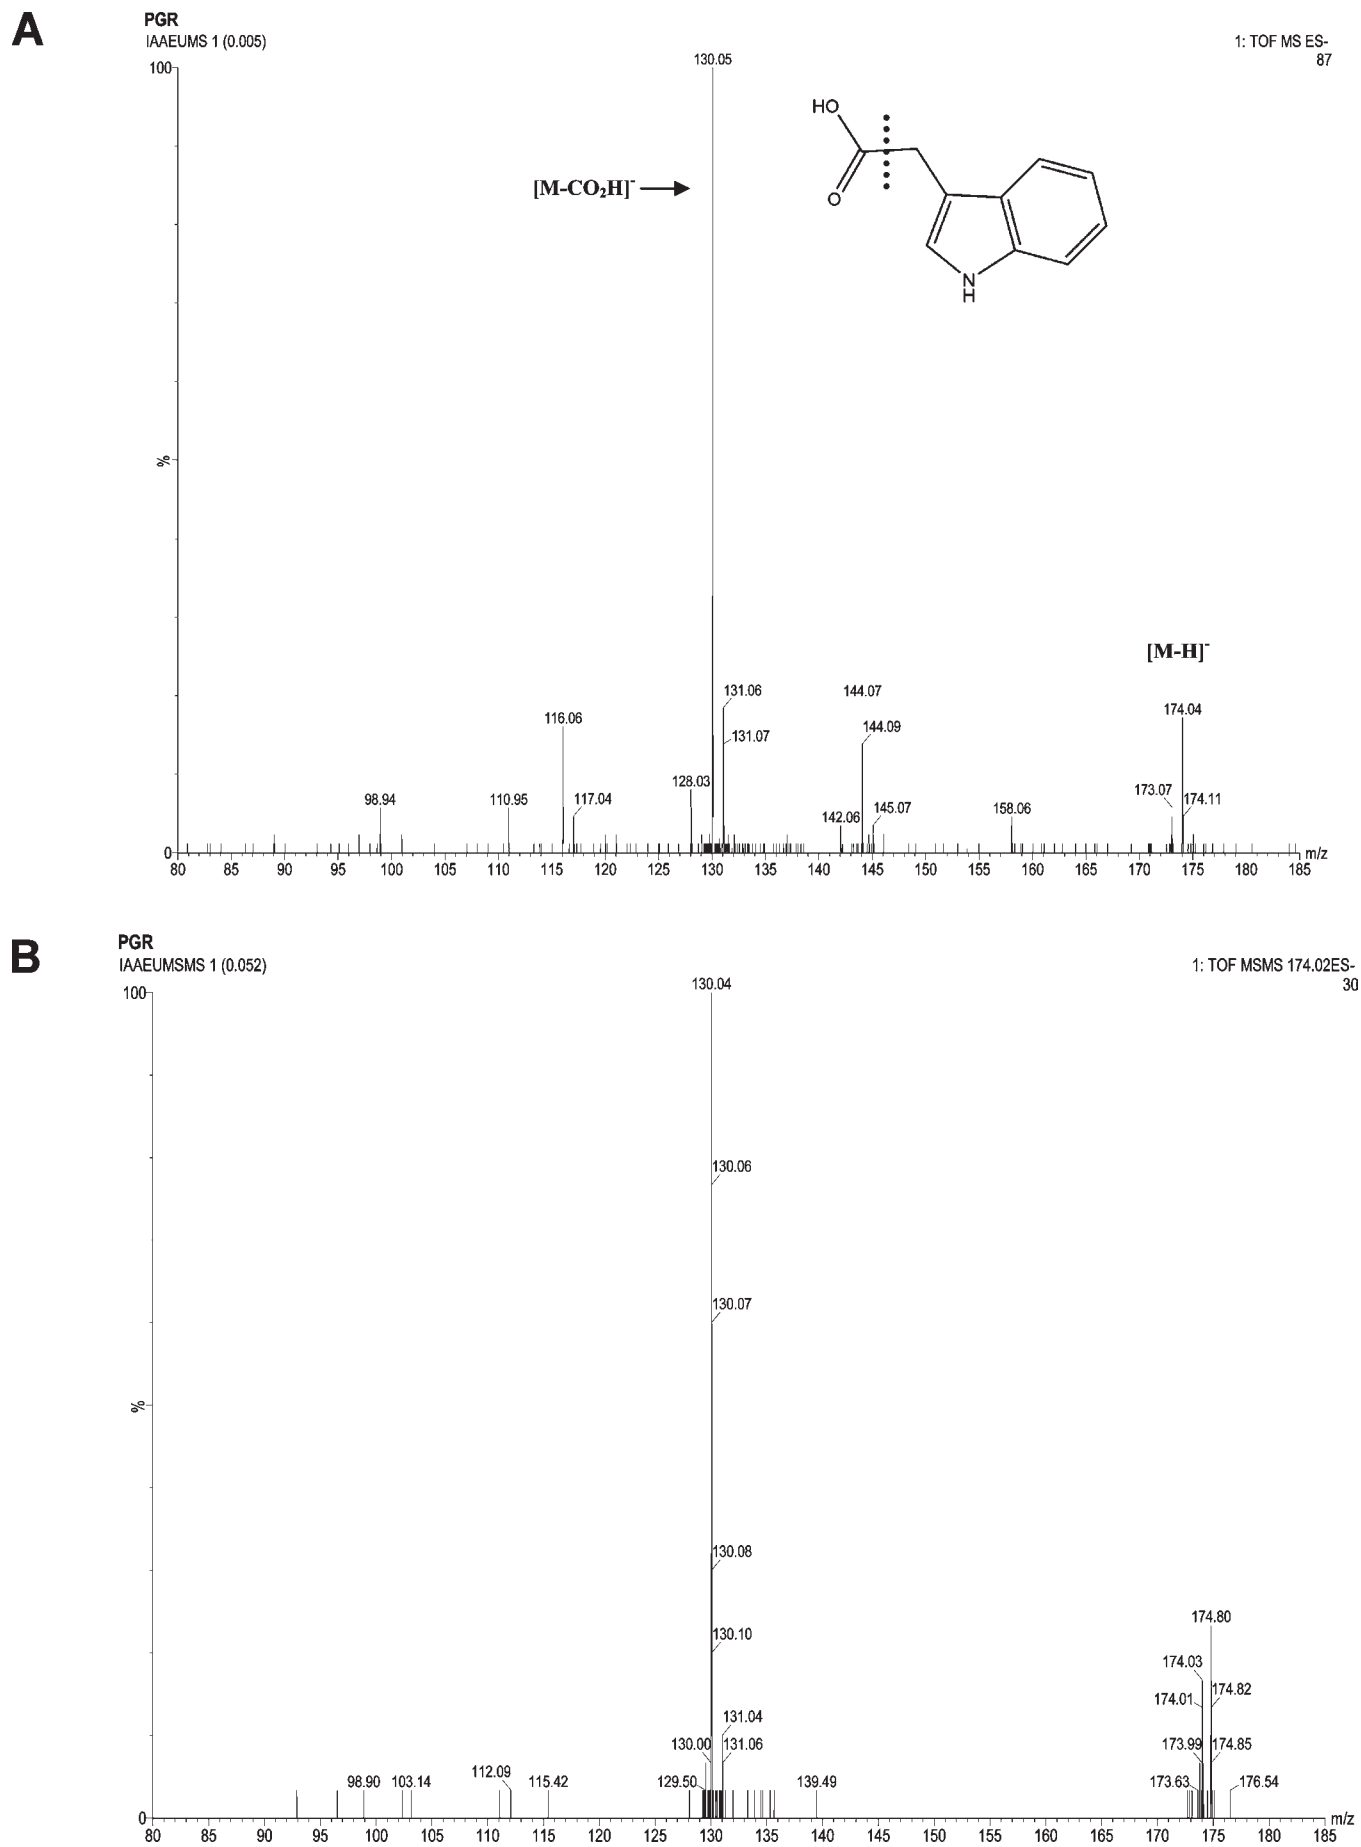 A
PGR
IAAEUMS 1 (0.005)
1: TOF MS ES-
87
100
130.05
HO
O
N
H
[M-CO₂H]⁻
%
[M-H]⁻
131.06
144.07
174.04
116.06
131.07
144.09
128.03
173.07
98.94
110.95
117.04
145.07
174.11
142.06
158.06
0
m/z
80 85 90 95 100 105 110 115 120 125 130 135 140 145 150 155 160 165 170 175 180 185
B
PGR
IAAEUMSMS 1 (0.052)
1: TOF MSMS 174.02ES-
30
100
130.04
130.06
130.07
%
130.08
174.80
130.10
174.03
174.01
174.82
131.04
130.00
131.06
173.99
174.85
112.09
98.90
103.14
115.42
129.50
139.49
173.63
176.54
0
m/z
80 85 90 95 100 105 110 115 120 125 130 135 140 145 150 155 160 165 170 175 180 185